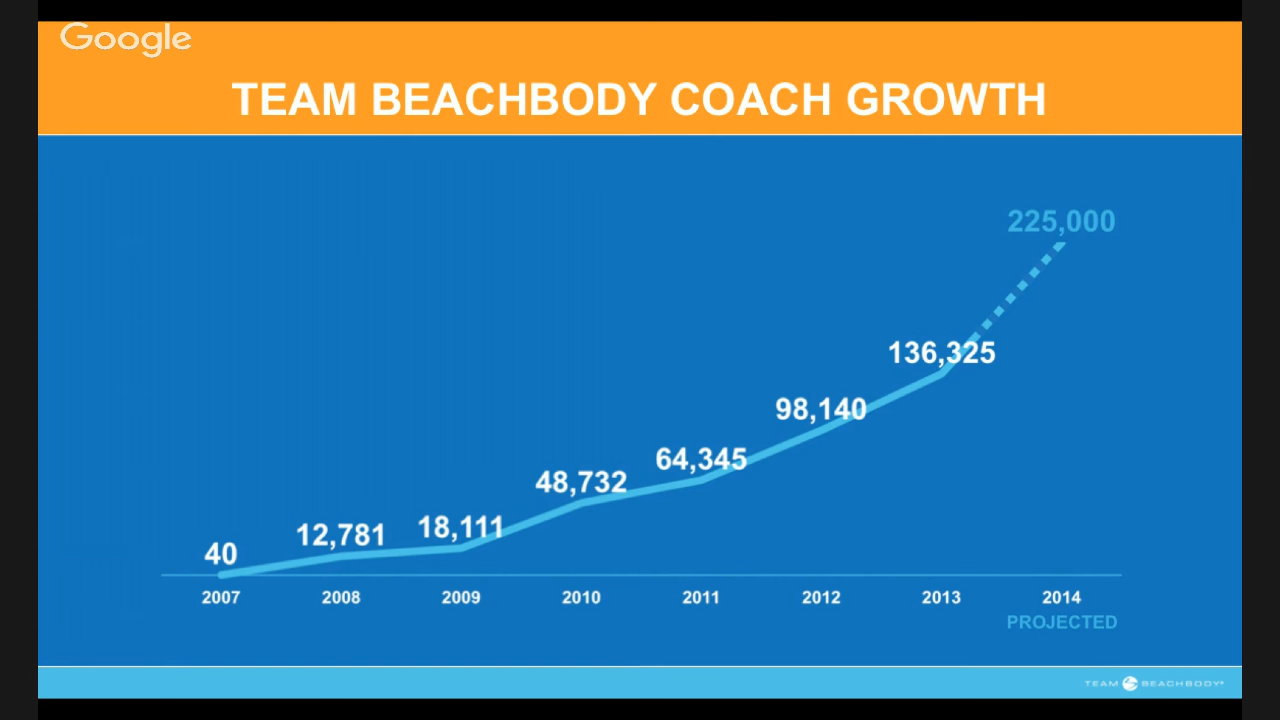 Google
TEAM BEACHBODY COACH GROWTH
225,000
136,325
98,140
64,345
48,732
18,111
12,781
40
2007 2008 2009 2010 2011 2012 2013 2014
PROJECTED
TEAM BEACHBODY